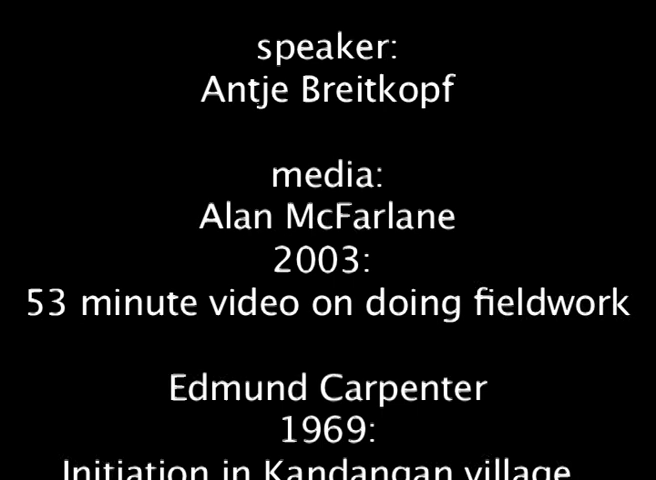 speaker:
Antje Breitkopf
media:
Alan McFarlane
2003:
53 minute video on doing fieldwork
Edmund Carpenter
1969:
Initiation in Kandangan village